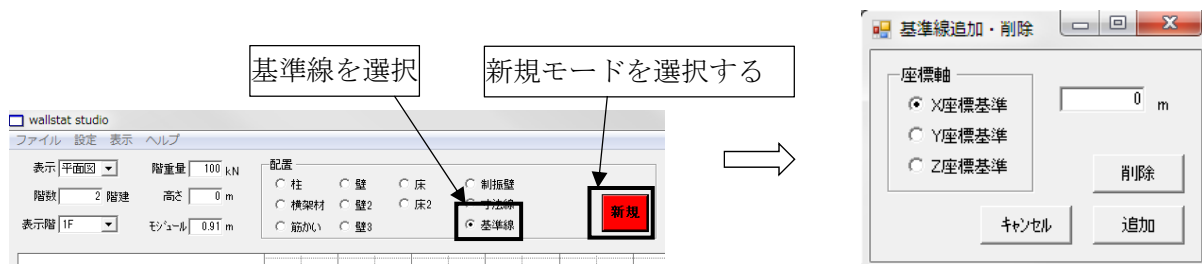 基準線を選択
新規モードを選択する
wallstat studio
ファイル 設定 表示 ヘルプ
表示 平面図 階重量 100 kN
階数 2 階建 高さ 0 m
表示階 1F モジュール 0.91 m
配置
柱 壁 床 制振壁
横架材 壁2 床2 寸法線
筋かい 壁3 基準線
新規
基準線追加・削除
座標軸
X座標基準
Y座標基準
Z座標基準
0 m
削除
キャンセル 追加